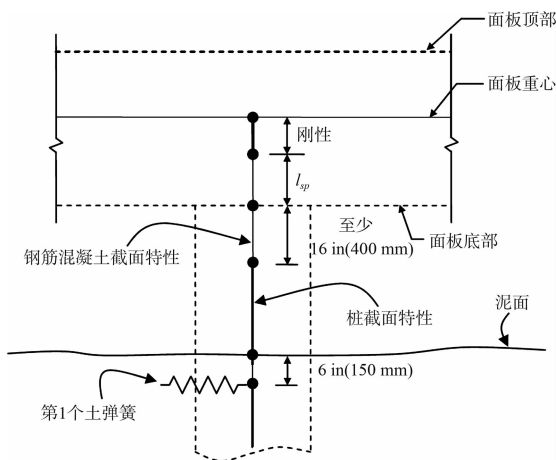 面板顶部
面板重心
刚性
lsp
至少
16 in(400 mm)
面板底部
钢筋混凝土截面特性
桩截面特性
泥面
6 in(150 mm)
第1个土弹簧